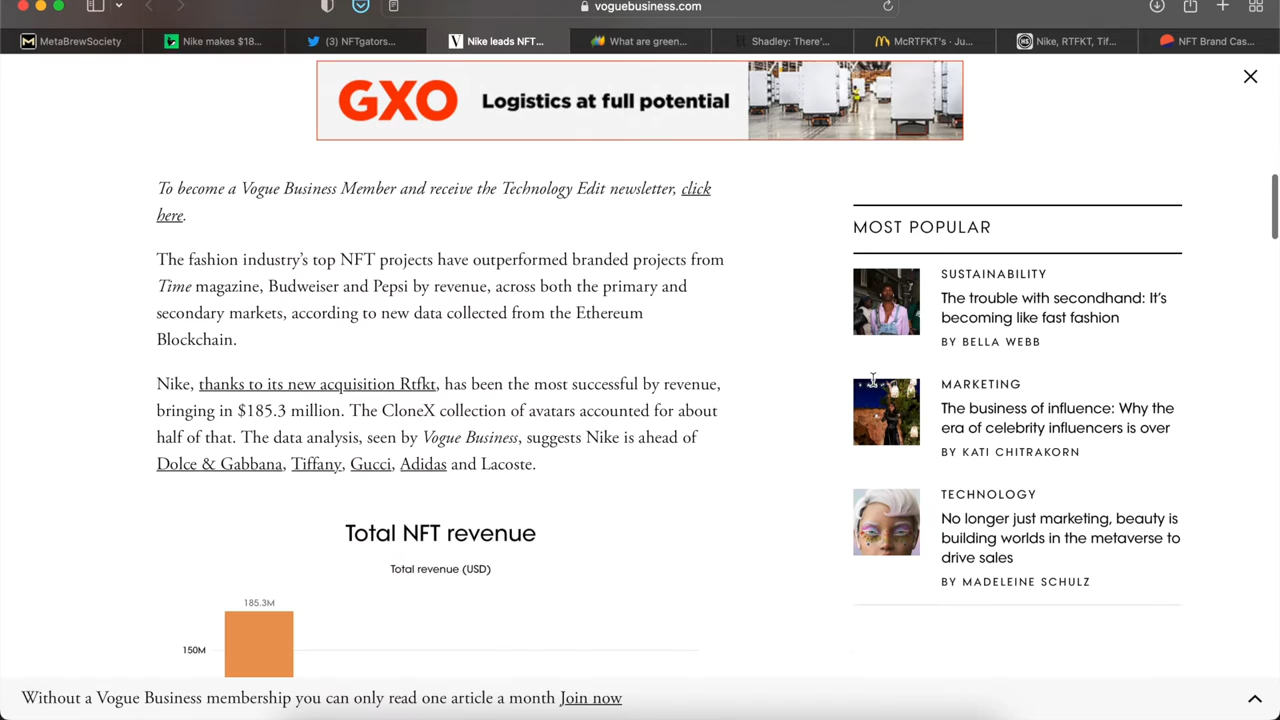 voguebusiness.com
MetaBrewSociety
Nike makes $18...
(3) NFTgators...
Nike leads NFT...
What are green...
Shadley: There'...
McRTFKT's · Ju...
Nike, RTFKT, Tif...
NFT Brand Cas...
GXO Logistics at full potential
To become a Vogue Business Member and receive the Technology Edit newsletter, click
here.
The fashion industry's top NFT projects have outperformed branded projects from
Time magazine, Budweiser and Pepsi by revenue, across both the primary and
secondary markets, according to new data collected from the Ethereum
Blockchain.
Nike, thanks to its new acquisition Rtfkt, has been the most successful by revenue,
bringing in $185.3 million. The CloneX collection of avatars accounted for about
half of that. The data analysis, seen by Vogue Business, suggests Nike is ahead of
Dolce & Gabbana, Tiffany, Gucci, Adidas and Lacoste.
Total NFT revenue
Total revenue (USD)
185.3M
150M
MOST POPULAR
SUSTAINABILITY
The trouble with secondhand: It's
becoming like fast fashion
BY BELLA WEBB
MARKETING
The business of influence: Why the
era of celebrity influencers is over
BY KATI CHITRAKORN
TECHNOLOGY
No longer just marketing, beauty is
building worlds in the metaverse to
drive sales
BY MADELEINE SCHULZ
Without a Vogue Business membership you can only read one article a month Join now